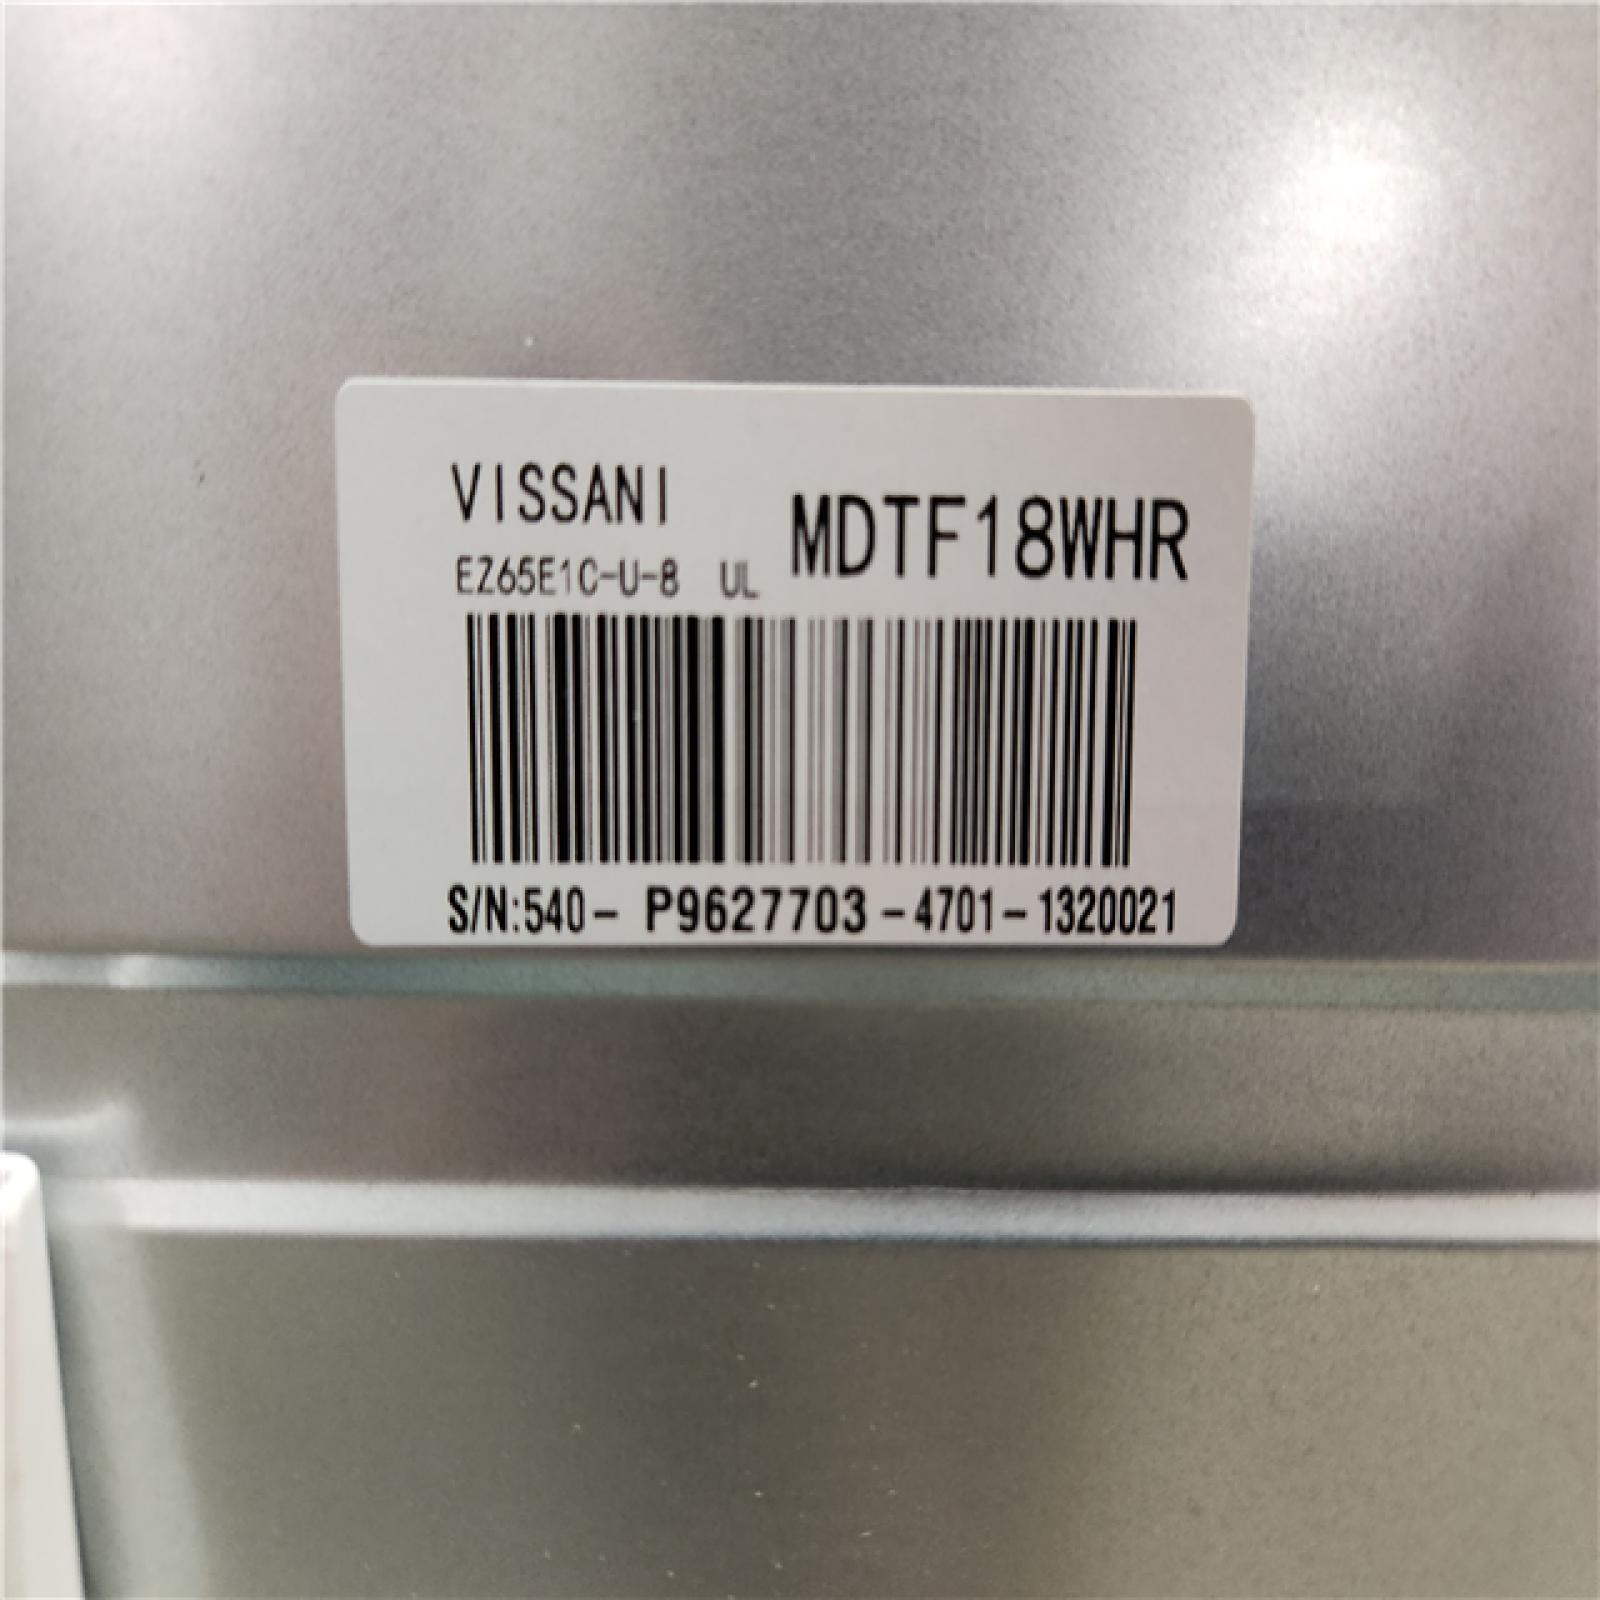 VISSANI
MDTF18WHR
EZ65E1C-U-8 UL
S/N:540- P9627703 -4701-1320021